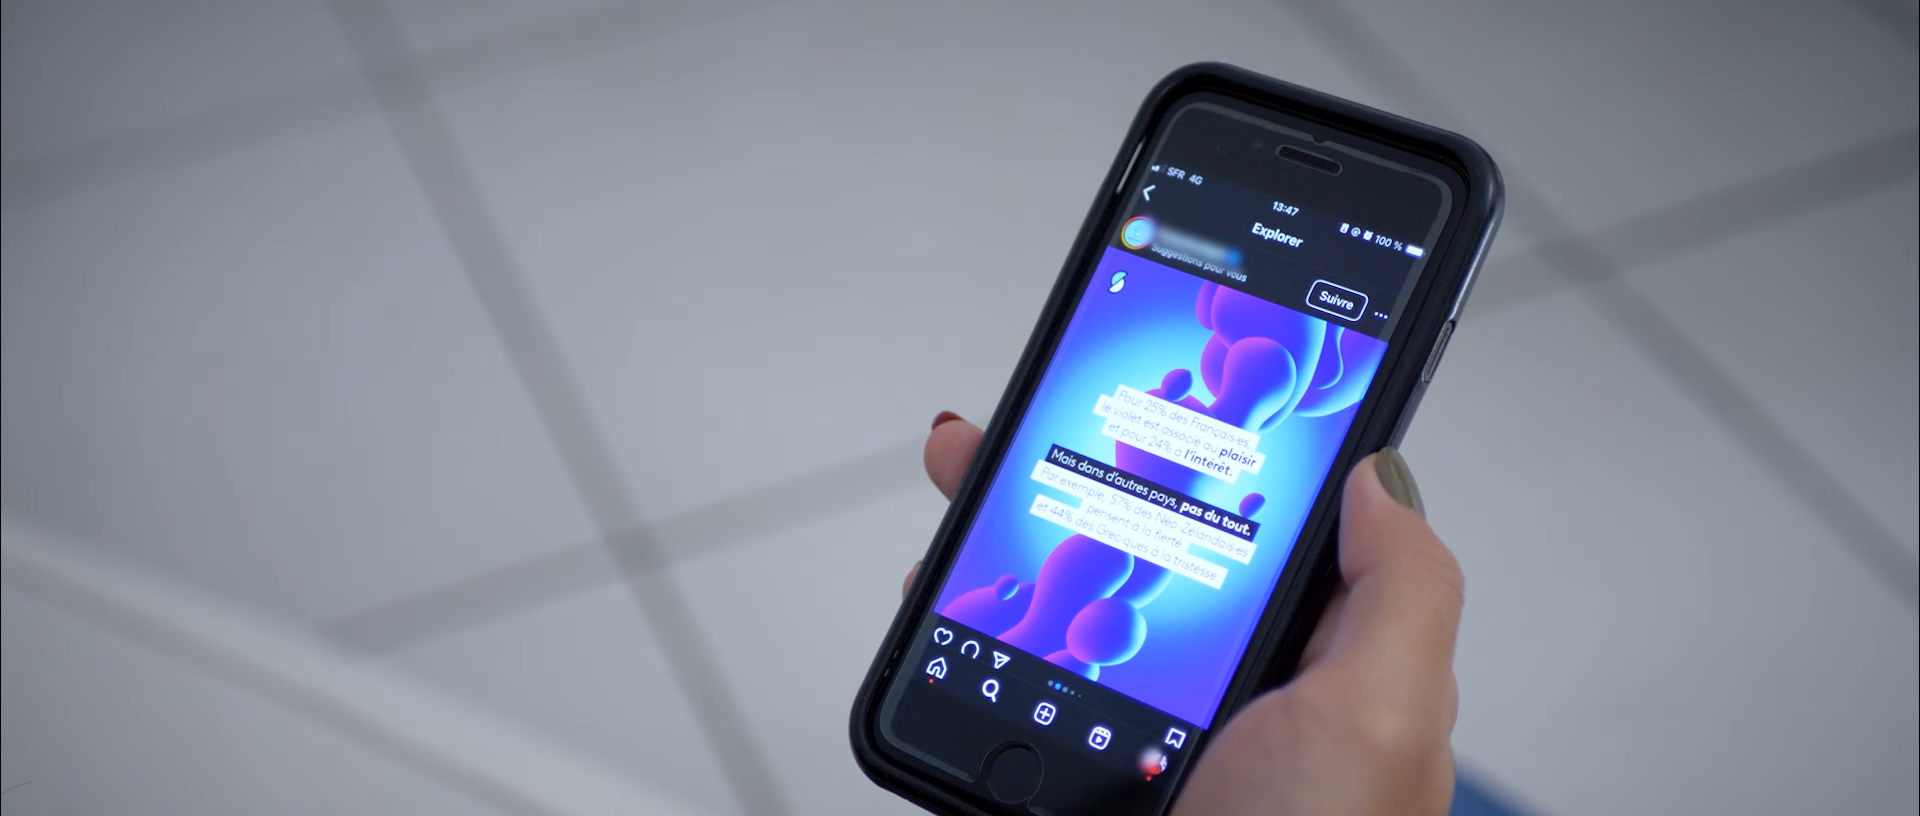 SFR 4G
13:47
100 %
Explorer
Suggestions pour vous
Suivre
Pour 25% des Français·es,
le violet est associé au plaisir
et pour 24% à l'intérêt.
Mais dans d'autres pays, pas du tout.
Par exemple, 57% des Néo-Zélandais·es
pensent à la fierté
et 44% des Grec·ques à la tristesse.